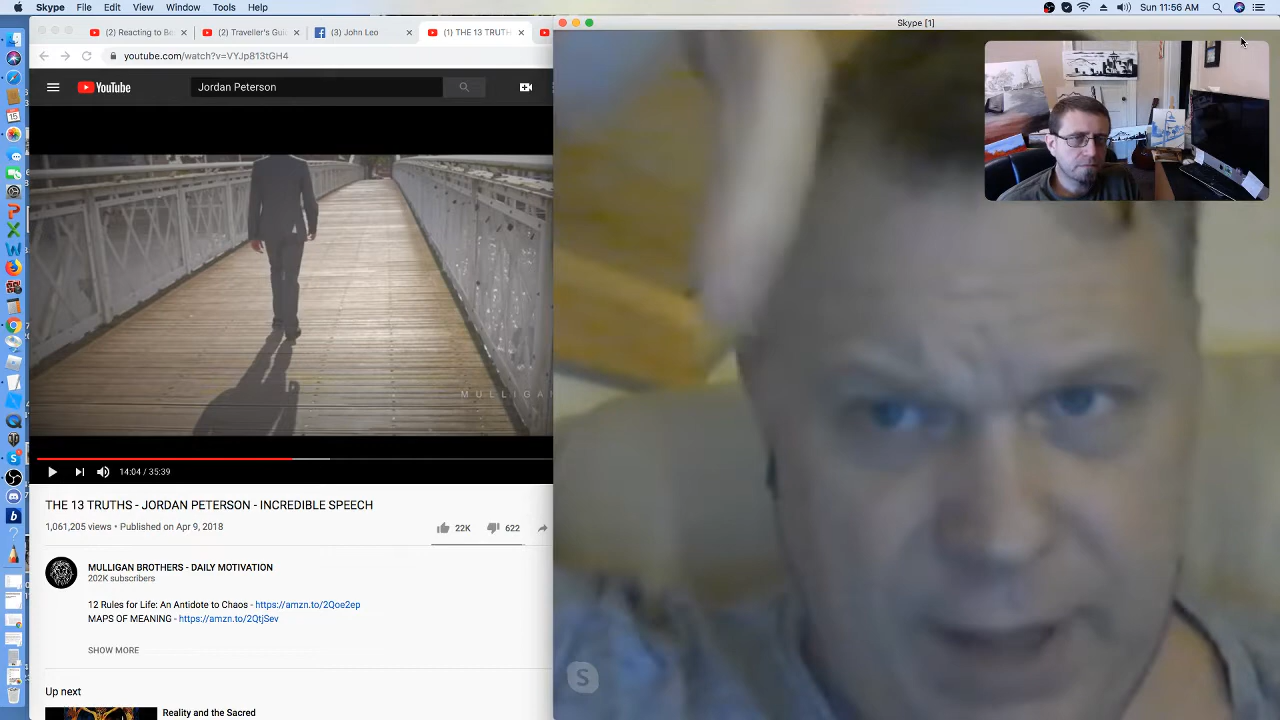 Skype File Edit View Window Tools Help
Sun 11:56 AM
Skype [1]
(2) Reacting to B
(2) Traveller's Gui
(3) John Leo
(1) THE 13 TRUTH
youtube.com/watch?v=VYJp813tGH4
YouTube
Jordan Peterson
MULLIGAN
14:04 / 35:39
THE 13 TRUTHS - JORDAN PETERSON - INCREDIBLE SPEECH
1,061,205 views • Published on Apr 9, 2018
22K
622
MULLIGAN BROTHERS - DAILY MOTIVATION
202K subscribers
12 Rules for Life: An Antidote to Chaos - https://amzn.to/2Qoe2ep
MAPS OF MEANING - https://amzn.to/2QtjSev
SHOW MORE
Up next
Reality and the Sacred